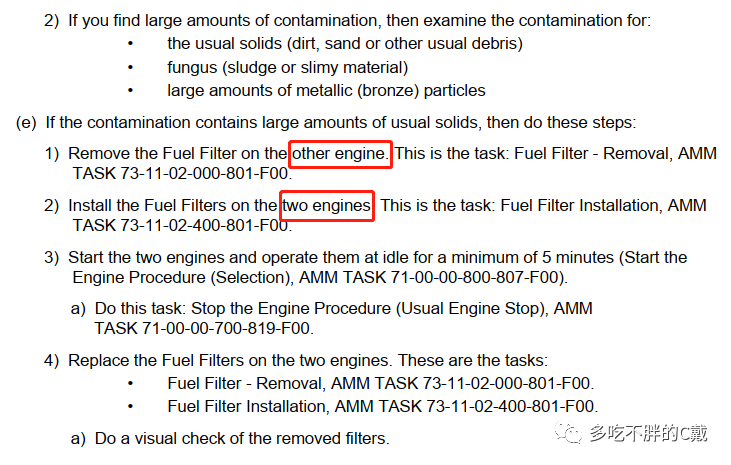 2) If you find large amounts of contamination, then examine the contamination for:
• the usual solids (dirt, sand or other usual debris)
• fungus (sludge or slimy material)
• large amounts of metallic (bronze) particles
(e) If the contamination contains large amounts of usual solids, then do these steps:
1) Remove the Fuel Filter on the other engine. This is the task: Fuel Filter - Removal, AMM
TASK 73-11-02-000-801-F00.
2) Install the Fuel Filters on the two engines. This is the task: Fuel Filter Installation, AMM
TASK 73-11-02-400-801-F00.
3) Start the two engines and operate them at idle for a minimum of 5 minutes (Start the
Engine Procedure (Selection), AMM TASK 71-00-00-800-807-F00).
a) Do this task: Stop the Engine Procedure (Usual Engine Stop), AMM
TASK 71-00-00-700-819-F00.
4) Replace the Fuel Filters on the two engines. These are the tasks:
• Fuel Filter - Removal, AMM TASK 73-11-02-000-801-F00.
• Fuel Filter Installation, AMM TASK 73-11-02-400-801-F00.
a) Do a visual check of the removed filters.
多吃不胖的C戴